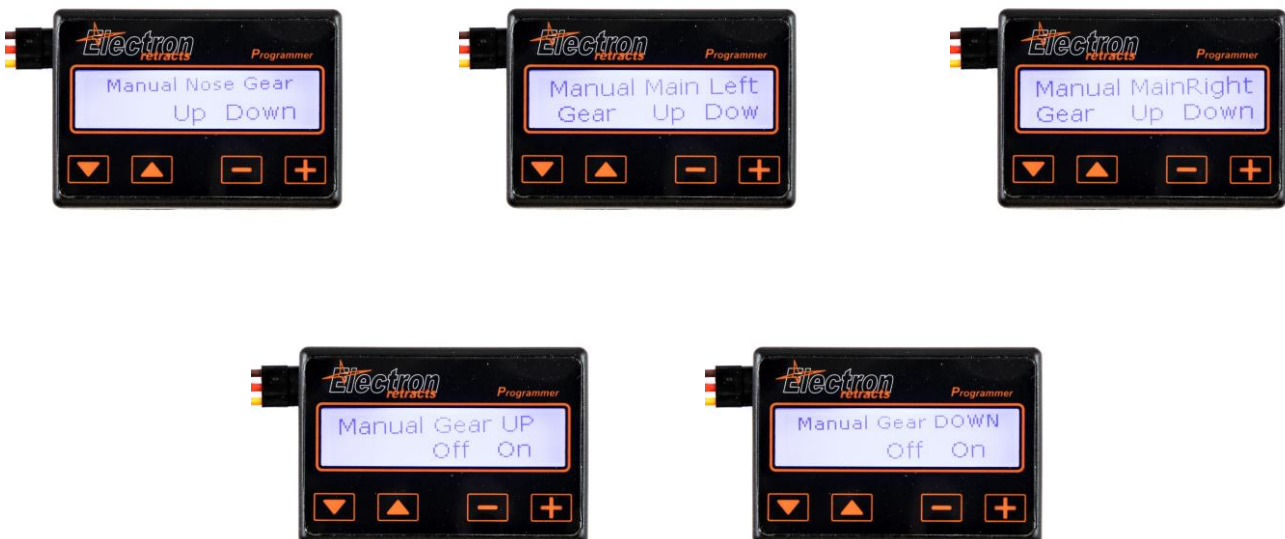 Electron
retracts
Programmer
Manual Nose Gear
Up Down
Electron
retracts
Programmer
Manual Main Left
Gear Up Dow
Electron
retracts
Programmer
Manual MainRight
Gear Up Down
Electron
retracts
Programmer
Manual Gear UP
Off On
Electron
retracts
Programmer
Manual Gear DOWN
Off On